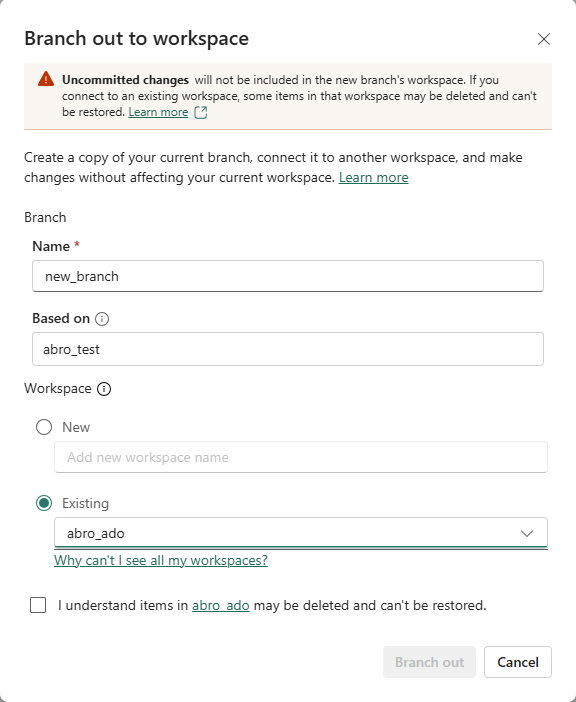 Branch out to workspace
Uncommitted changes will not be included in the new branch's workspace. If you
connect to an existing workspace, some items in that workspace may be deleted and can't
be restored. Learn more
Create a copy of your current branch, connect it to another workspace, and make
changes without affecting your current workspace. Learn more
Branch
Name *
new_branch
Based on
abro_test
Workspace
New
Add new workspace name
Existing
abro_ado
Why can't I see all my workspaces?
I understand items in abro_ado may be deleted and can't be restored.
Branch out
Cancel